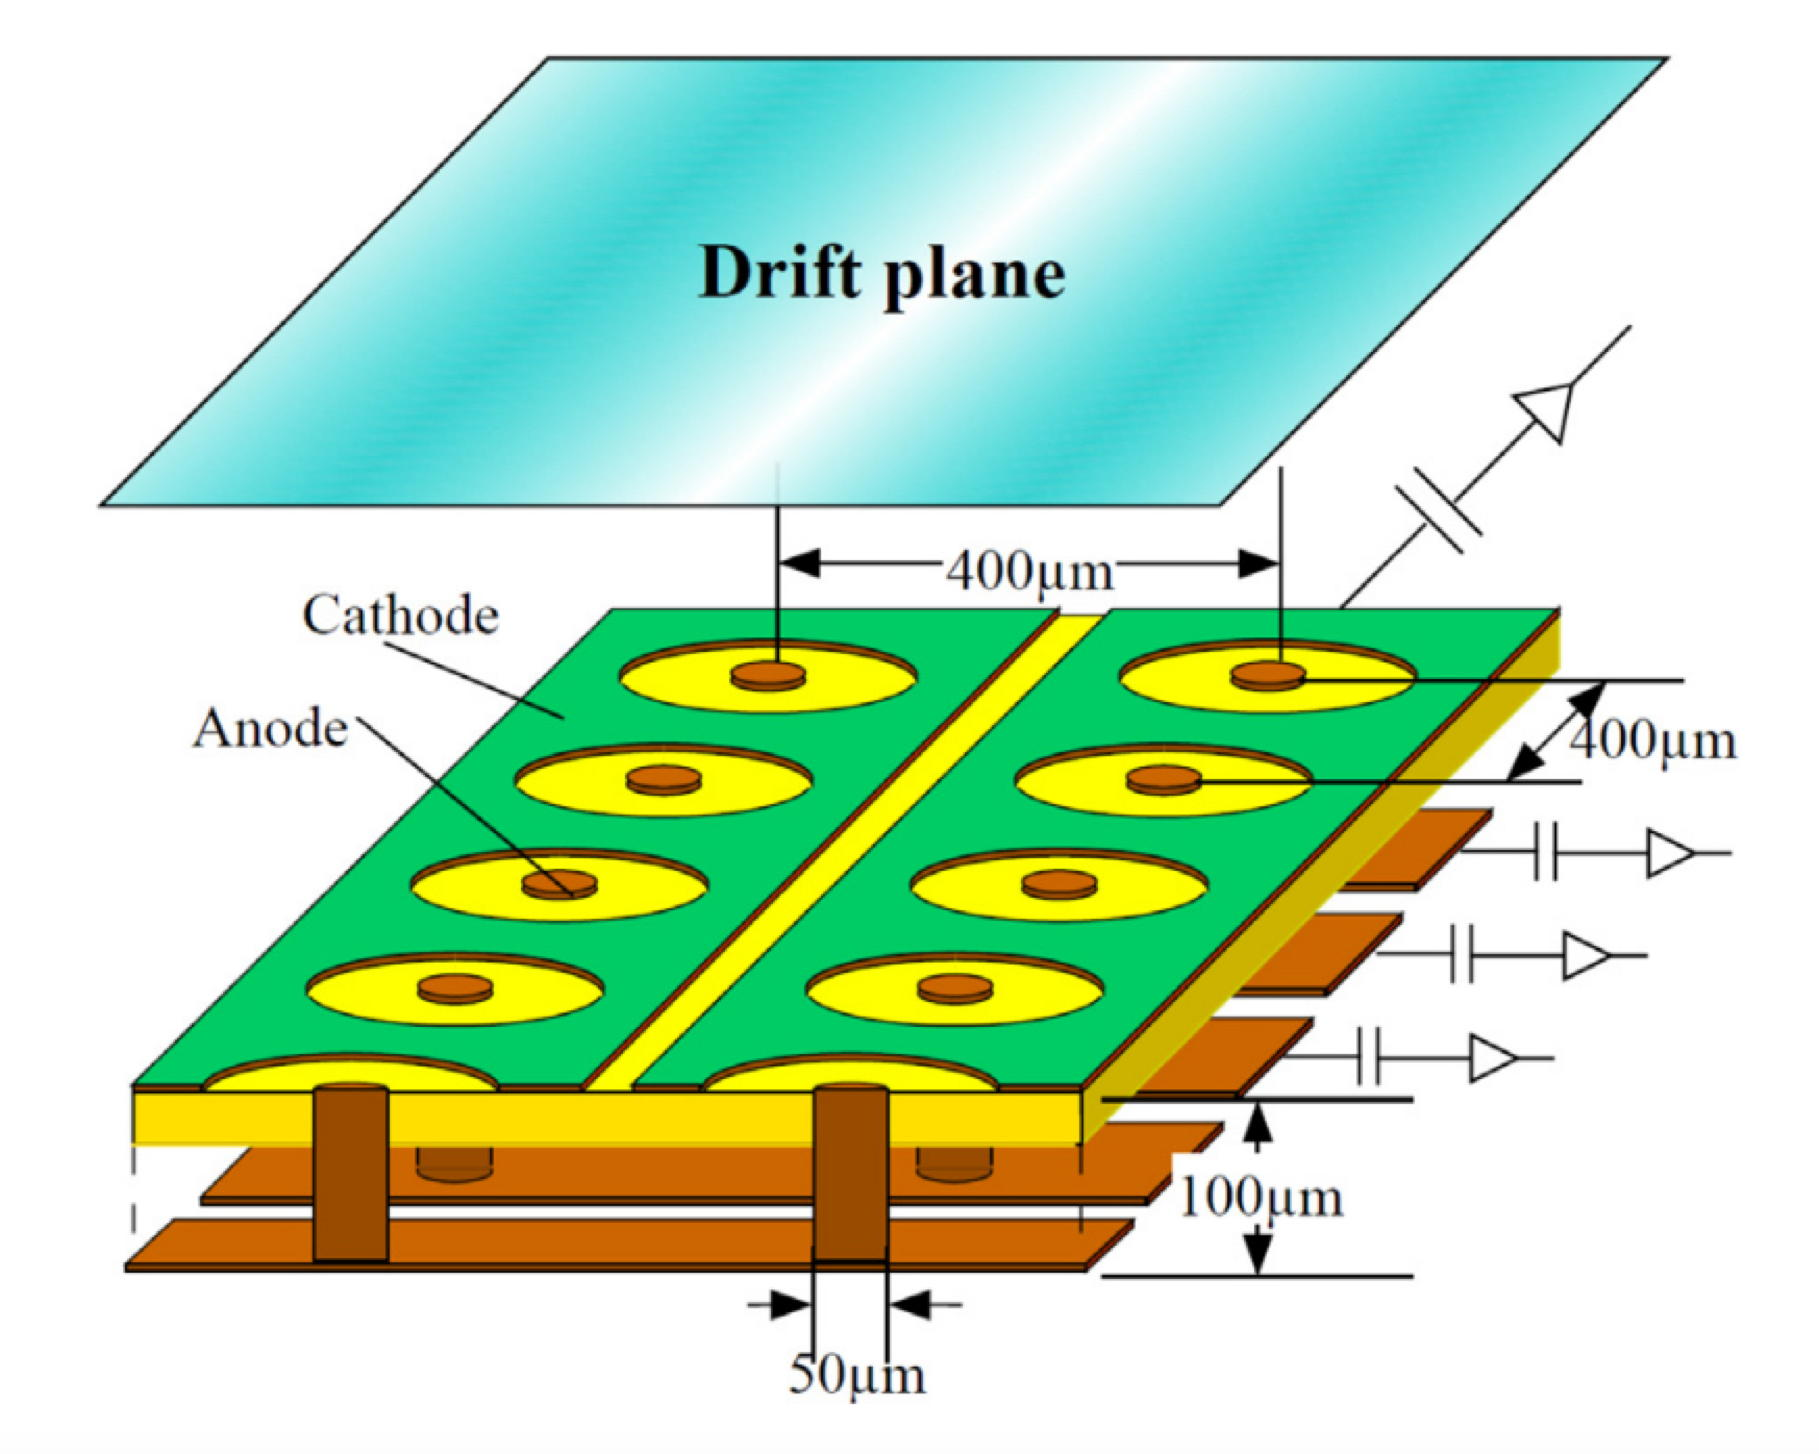 Drift plane
400μm
Cathode
Anode
400μm
100μm
50μm